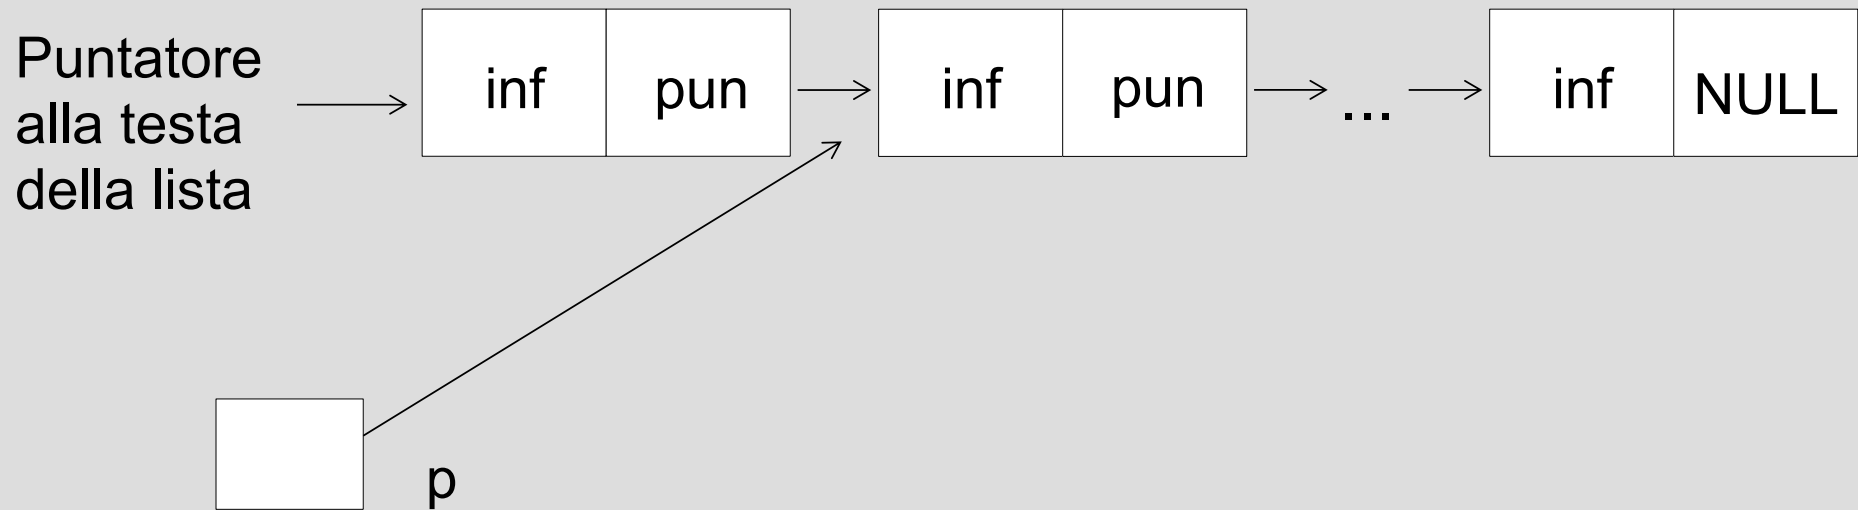 Puntatore
alla testa
della lista
inf pun inf pun ... inf NULL
p